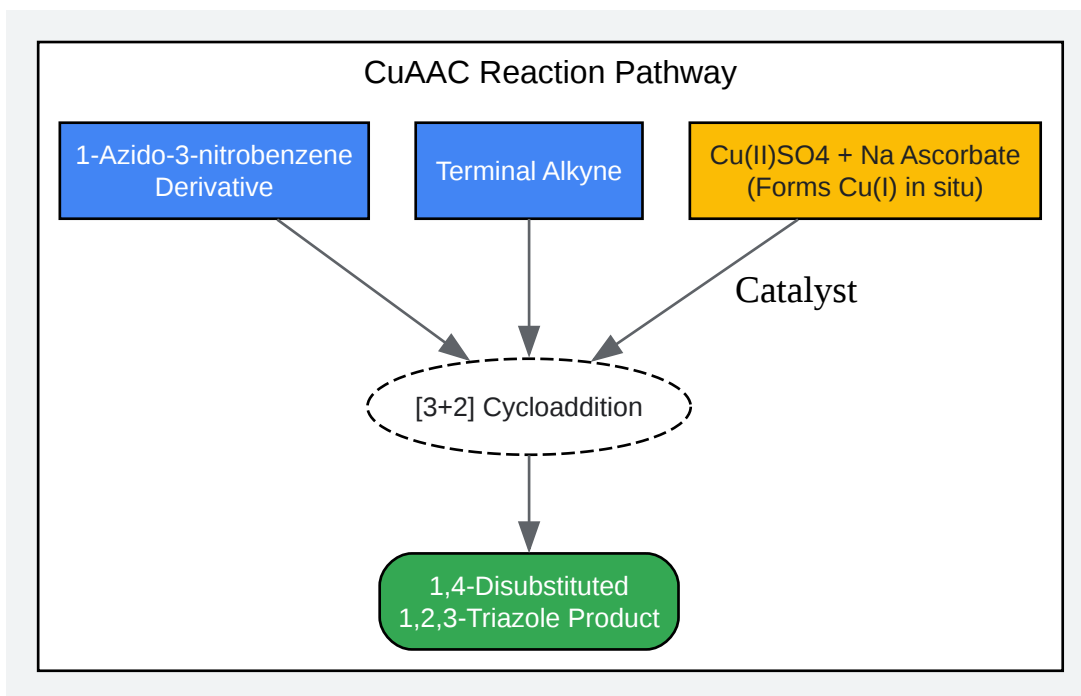 CuAAC Reaction Pathway
1-Azido-3-nitrobenzene
Derivative
Terminal Alkyne
Cu(II)SO4 + Na Ascorbate
(Forms Cu(I) in situ)
Catalyst
[3+2] Cycloaddition
1,4-Disubstituted
1,2,3-Triazole Product